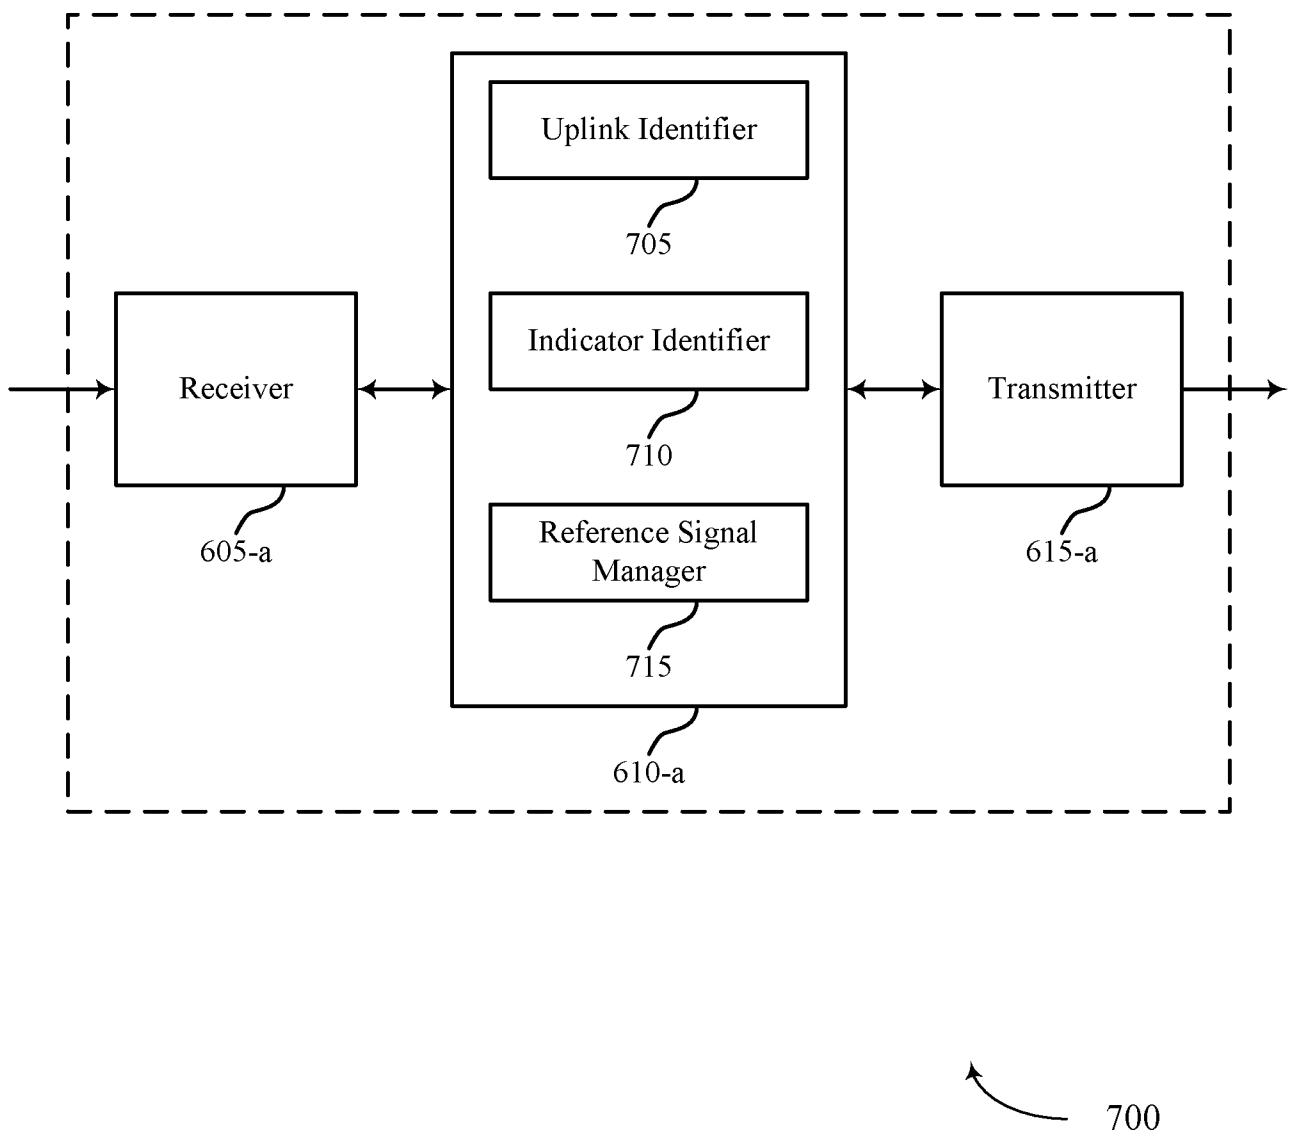 Uplink Identifier
705
Indicator Identifier
710
Reference Signal
Manager
715
610-a
Receiver
605-a
Transmitter
615-a
700